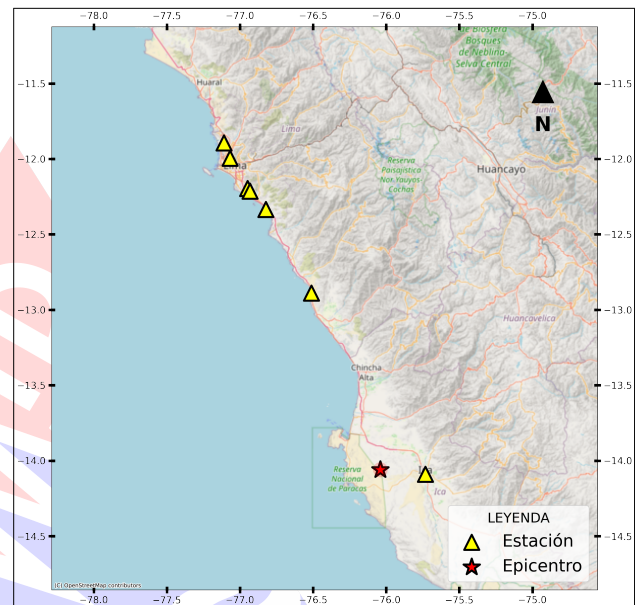 −78.0 −77.5 −77.0 −76.5 −76.0 −75.5 −75.0
de Biosfera
Bosques
de Neblina
Selva Central
−11.5 −11.5
Huaral
Junín
N
Lima
−12.0 −12.0
Lima
Reserva
Paisajística
Nor Yauyos
Cochas
Huancayo
−12.5 −12.5
−13.0 −13.0
Huancavelica
Chincha
Alta
−13.5 −13.5
−14.0 −14.0
Reserva
Nacional
de Paracas
Ica
Ica
LEYENDA
−14.5 −14.5
Estación
Epicentro
(C) OpenStreetMap contributors
−78.0 −77.5 −77.0 −76.5 −76.0 −75.5 −75.0